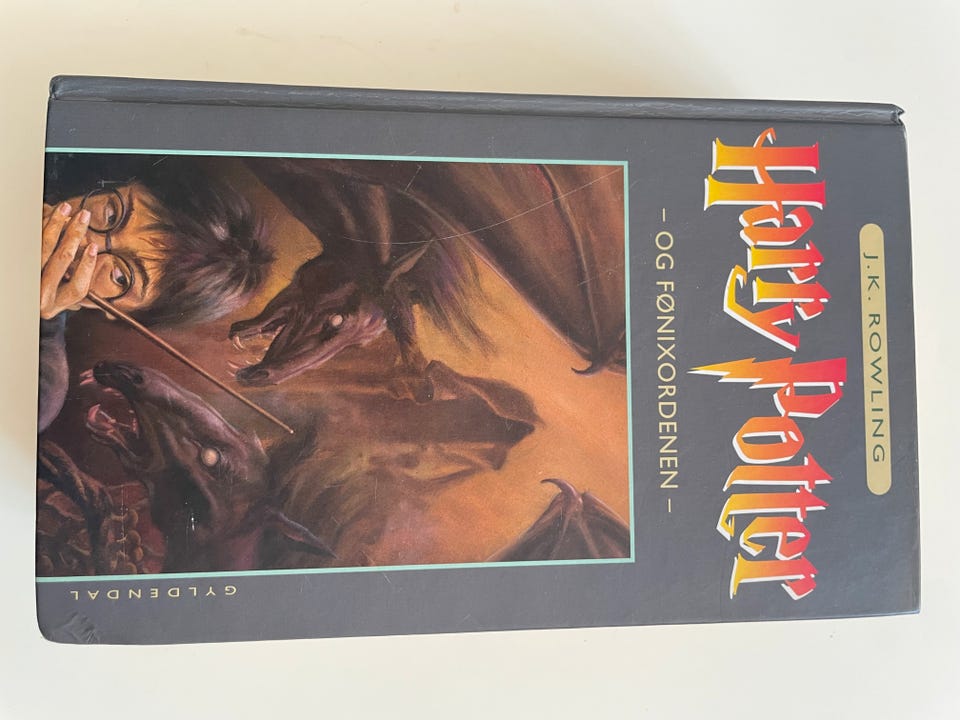 J.K. ROWLING
Harry Potter
– OG FØNIXORDENEN –
GYLDENDAL